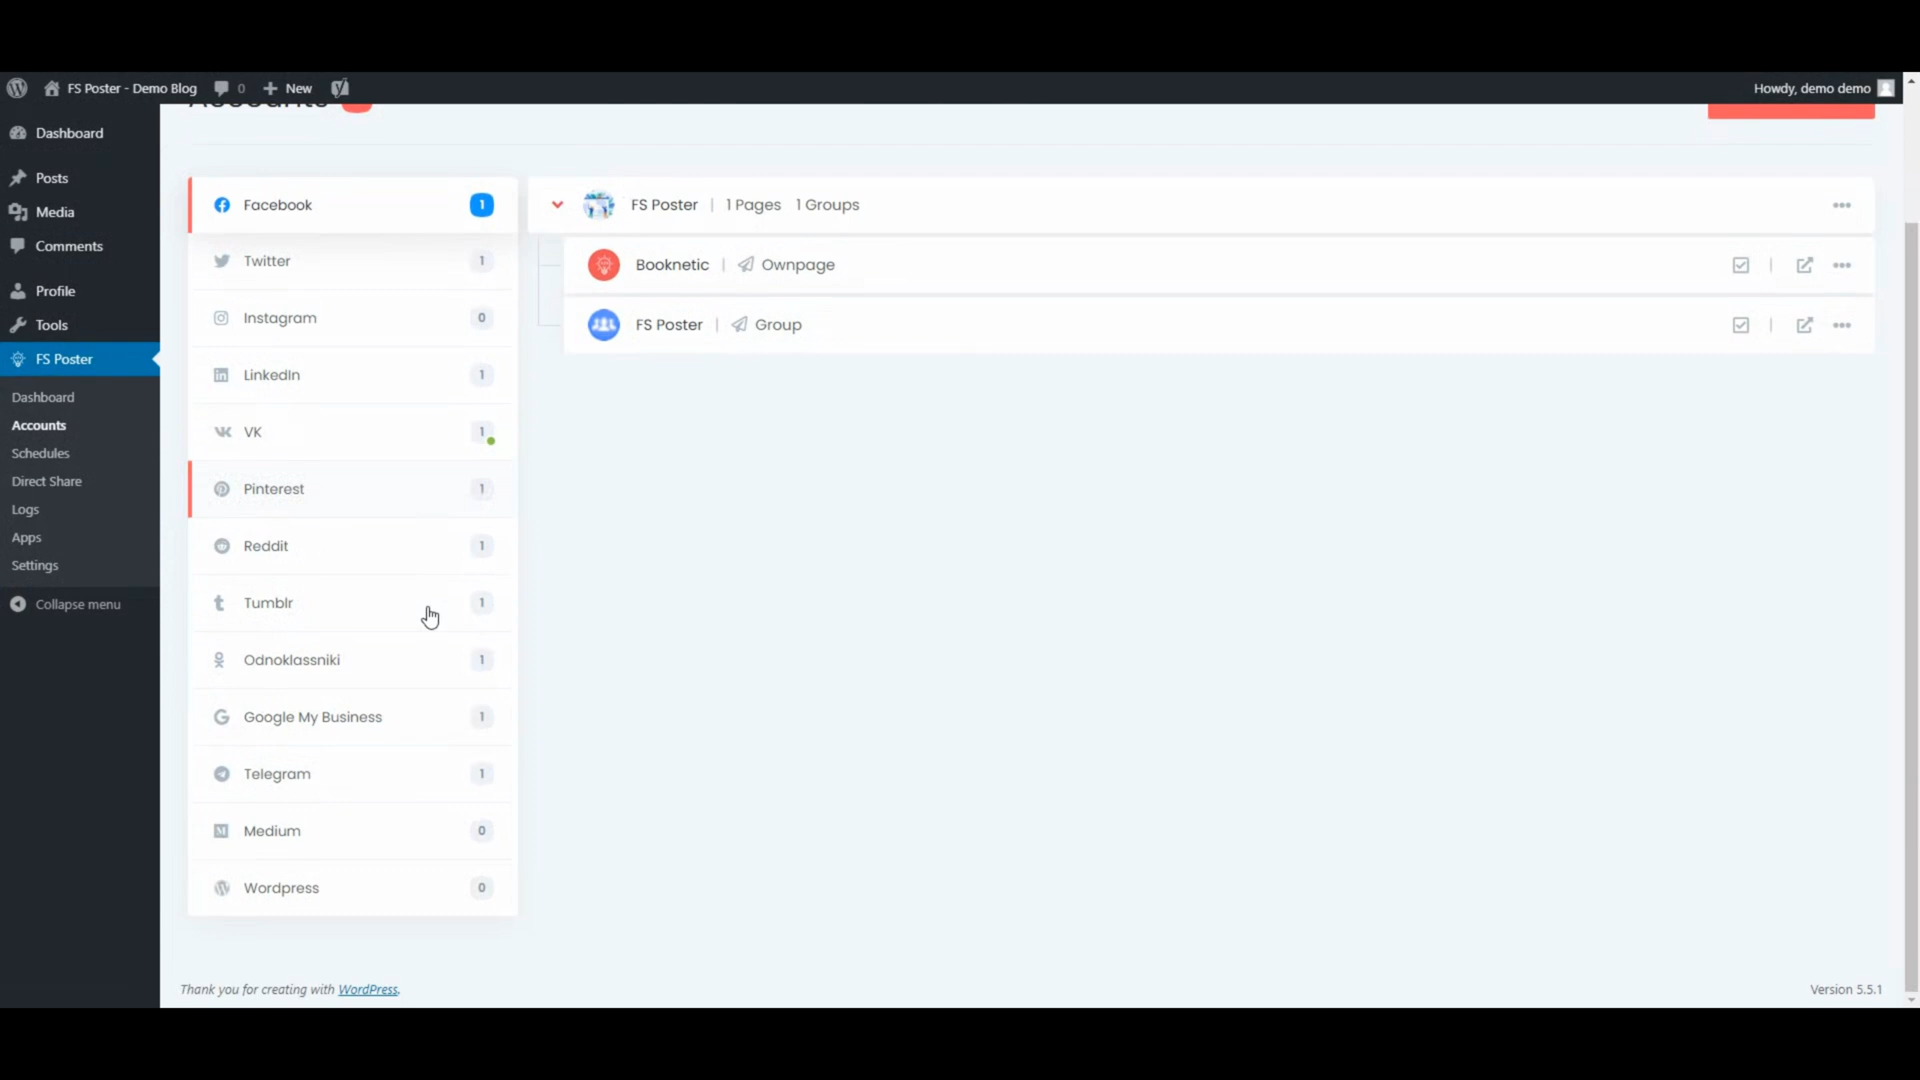 FS Poster - Demo Blog 0 New Howdy, demo demo
Accounts
Dashboard
Posts
Media
Comments
Profile
Tools
FS Poster
Dashboard
Accounts
Schedules
Direct Share
Logs
Apps
Settings
Collapse menu
Facebook 1
Twitter 1
Instagram 0
LinkedIn 1
VK 1
Pinterest 1
Reddit 1
Tumblr 1
Odnoklassniki 1
Google My Business 1
Telegram 1
Medium 0
Wordpress 0
FS Poster | 1 Pages 1 Groups
Booknetic | Ownpage
FS Poster | Group
Thank you for creating with WordPress.
Version 5.5.1